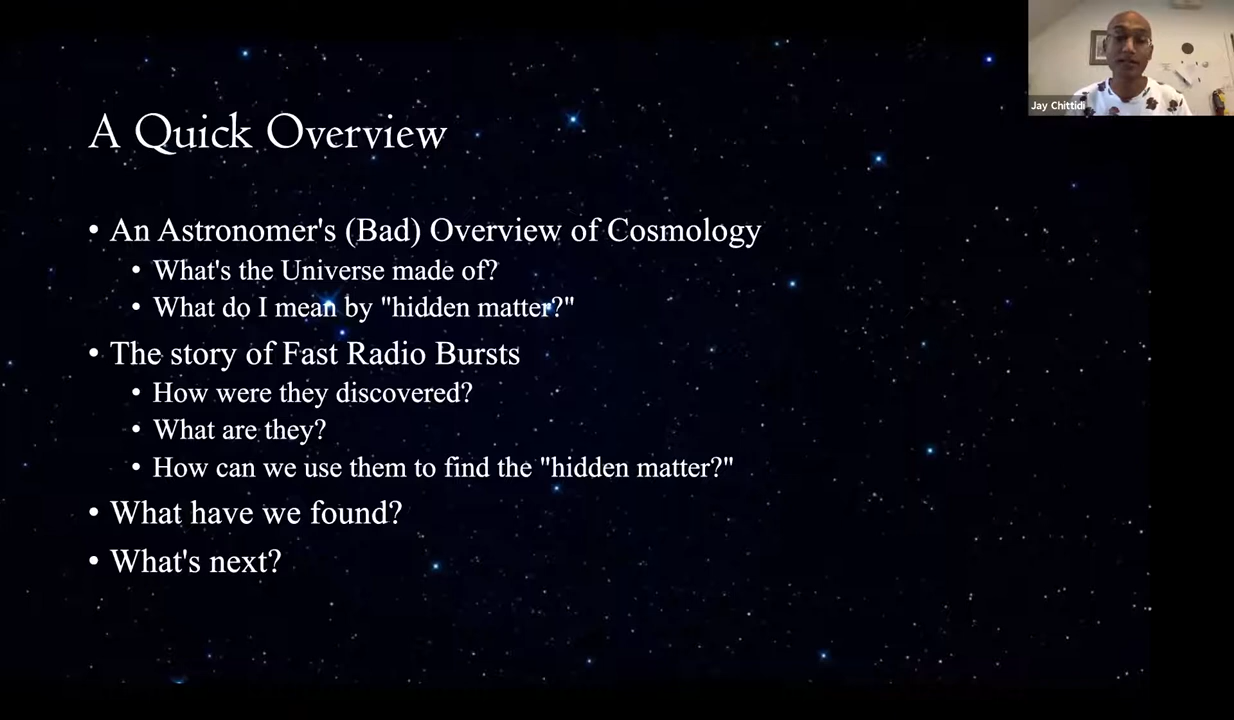 Jay Chittidi
A Quick Overview
• An Astronomer's (Bad) Overview of Cosmology
• What's the Universe made of?
• What do I mean by "hidden matter?"
• The story of Fast Radio Bursts
• How were they discovered?
• What are they?
• How can we use them to find the "hidden matter?"
• What have we found?
• What's next?